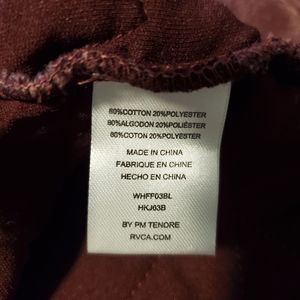 80%COTTON 20%POLYESTER
80%ALGODON 20%POLIÉSTER
80%COTON 20%POLYESTER
MADE IN CHINA
FABRIQUE EN CHINE
HECHO EN CHINA
WHFF03BL
HKJ03B
BY PM TENORE
RVCA.COM